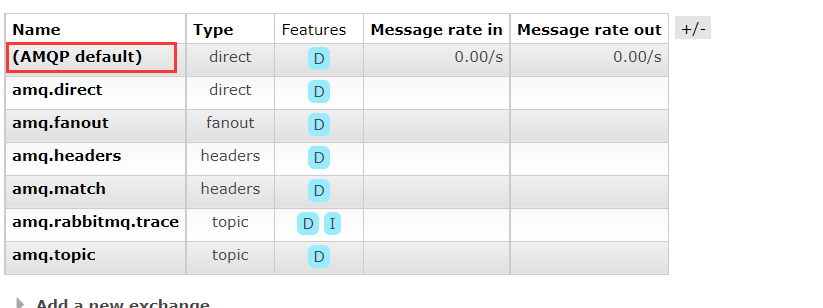 Name Type Features Message rate in Message rate out +/-
(AMQP default) direct D 0.00/s 0.00/s
amq.direct direct D
amq.fanout fanout D
amq.headers headers D
amq.match headers D
amq.rabbitmq.trace topic D I
amq.topic topic D
Add a new exchange